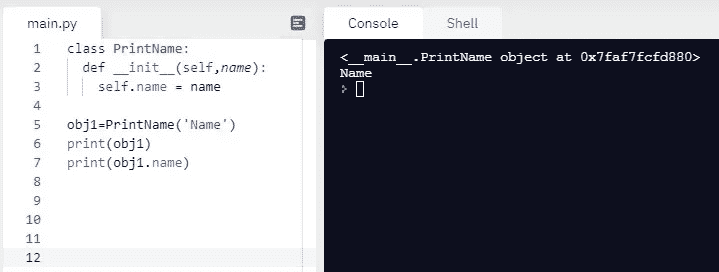 main.py
1 class PrintName:
2 def __init__(self,name):
3 self.name = name
4
5 obj1=PrintName('Name')
6 print(obj1)
7 print(obj1.name)
8
9
10
11
12
Console Shell
<__main__.PrintName object at 0x7faf7fcfd880>
Name